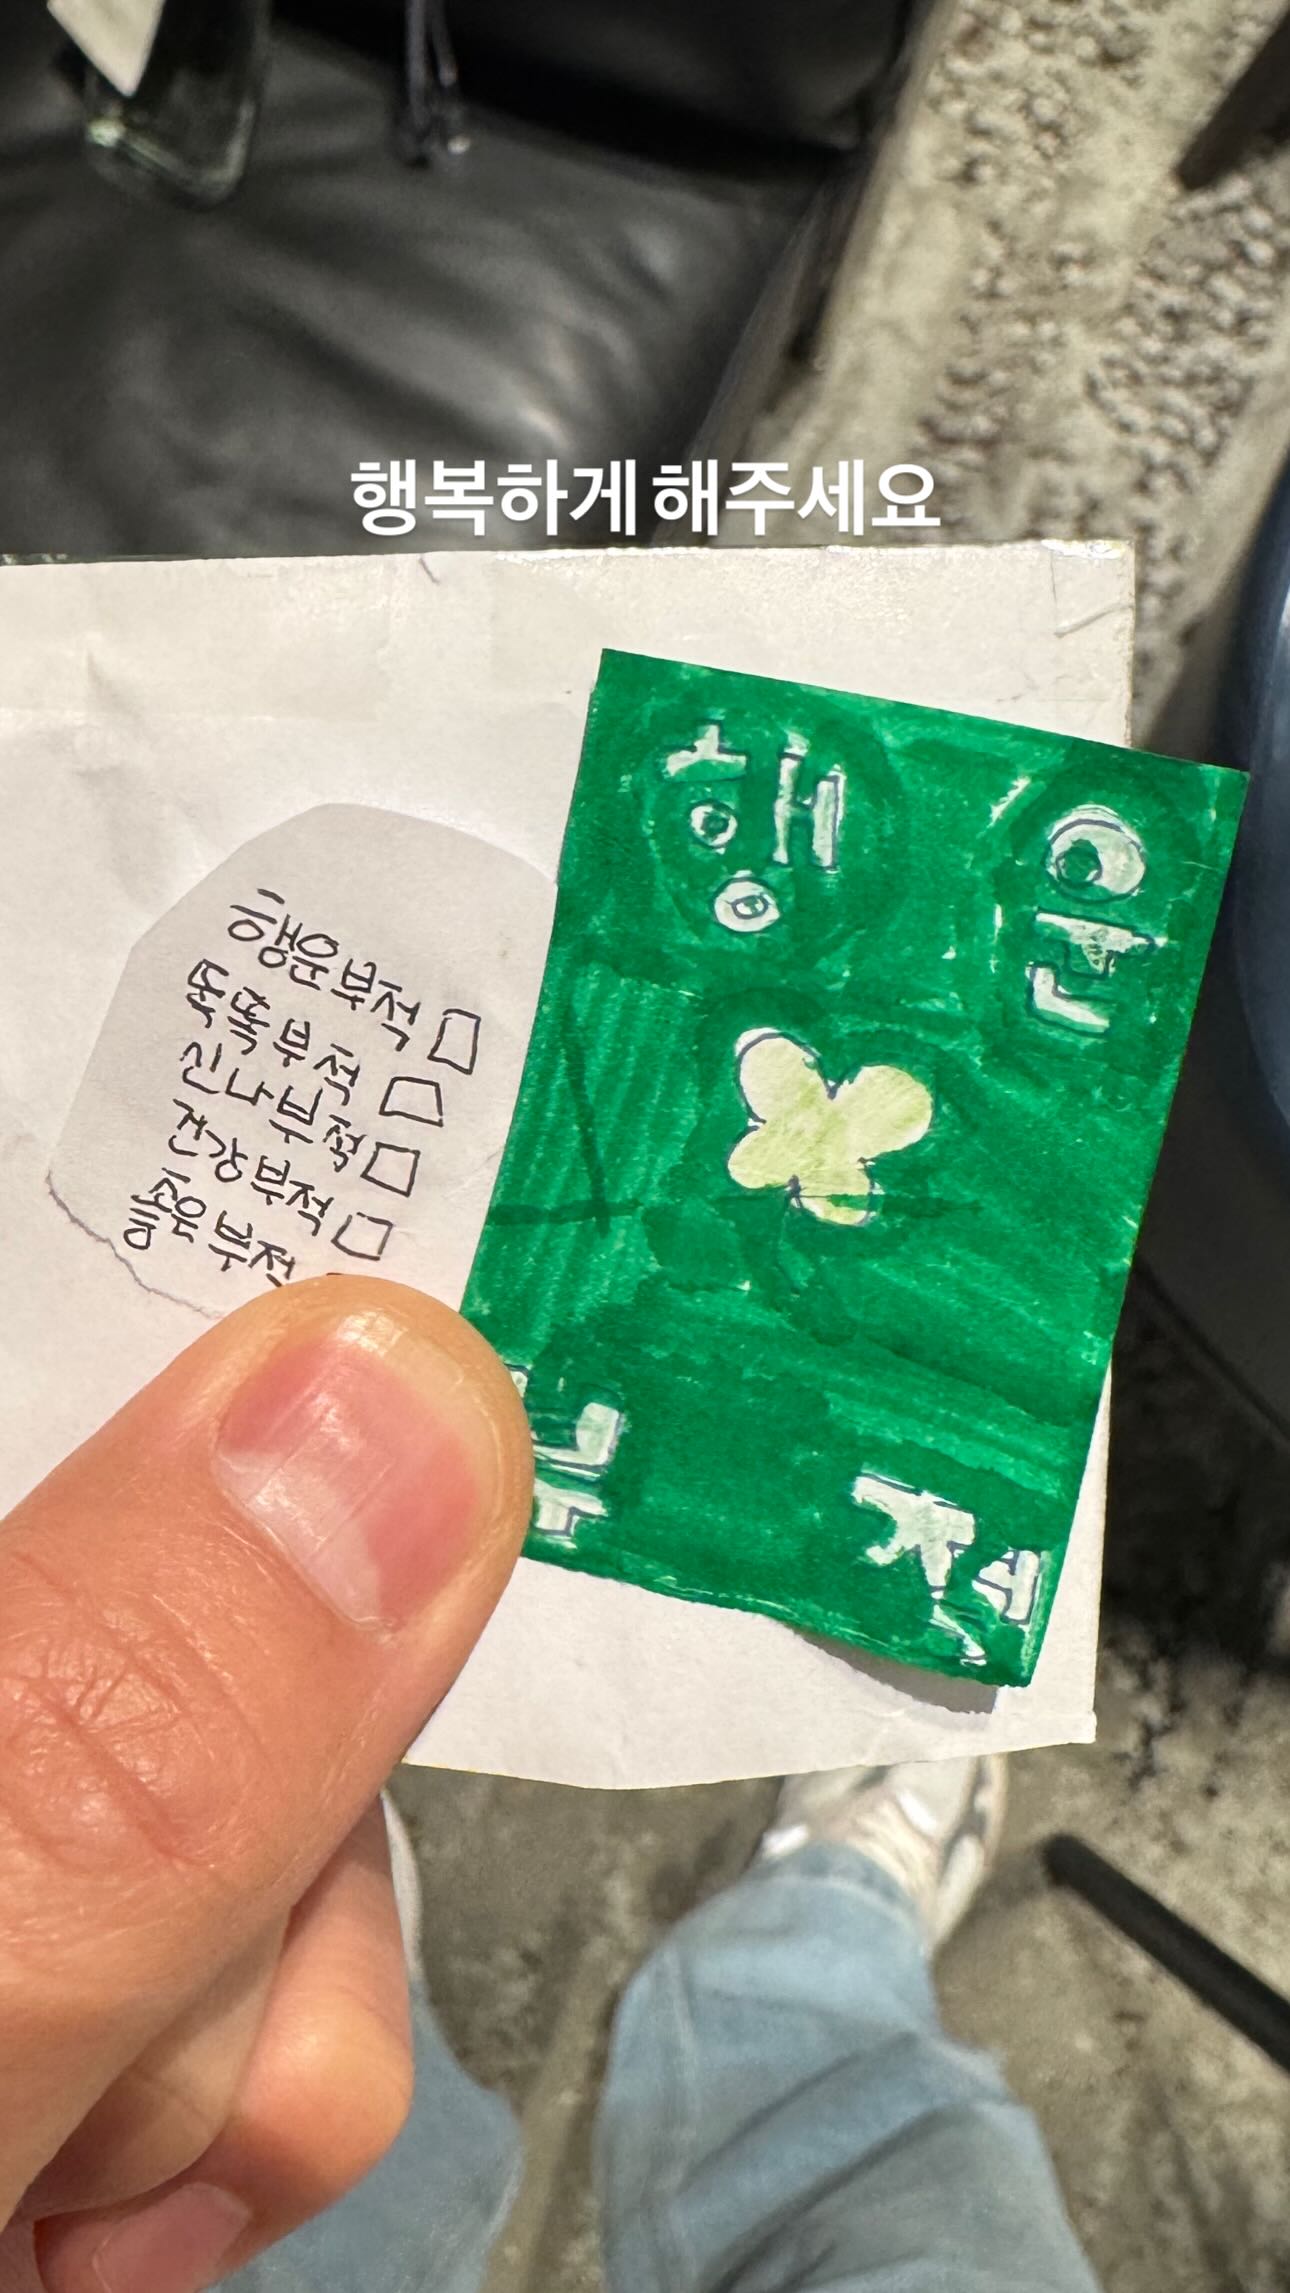 행복하게 해주세요
행 운
부 적
행운부적 □
똑똑부적 □
신나부적 □
건강부적 □
좋은부적